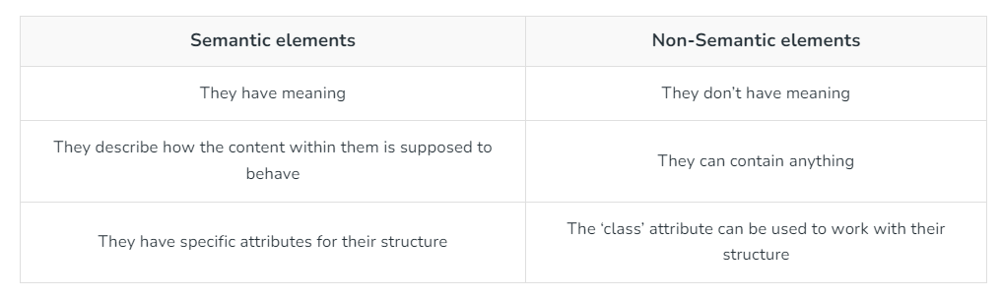 Semantic elements
Non-Semantic elements
They have meaning
They don’t have meaning
They describe how the content within them is supposed to
behave
They can contain anything
They have specific attributes for their structure
The ‘class’ attribute can be used to work with their
structure